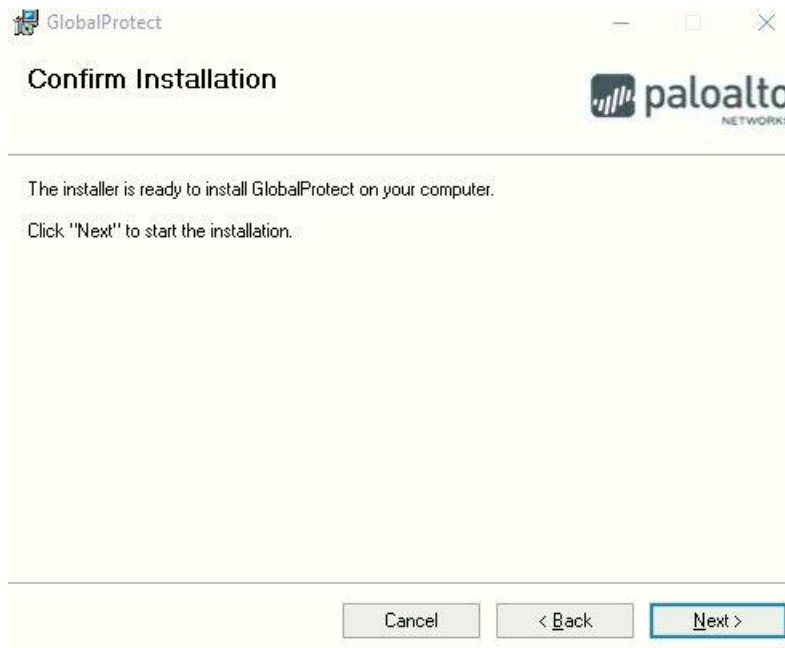 GlobalProtect
Confirm Installation
paloalto
NETWORKS
The installer is ready to install GlobalProtect on your computer.
Click "Next" to start the installation.
Cancel
< Back
Next >